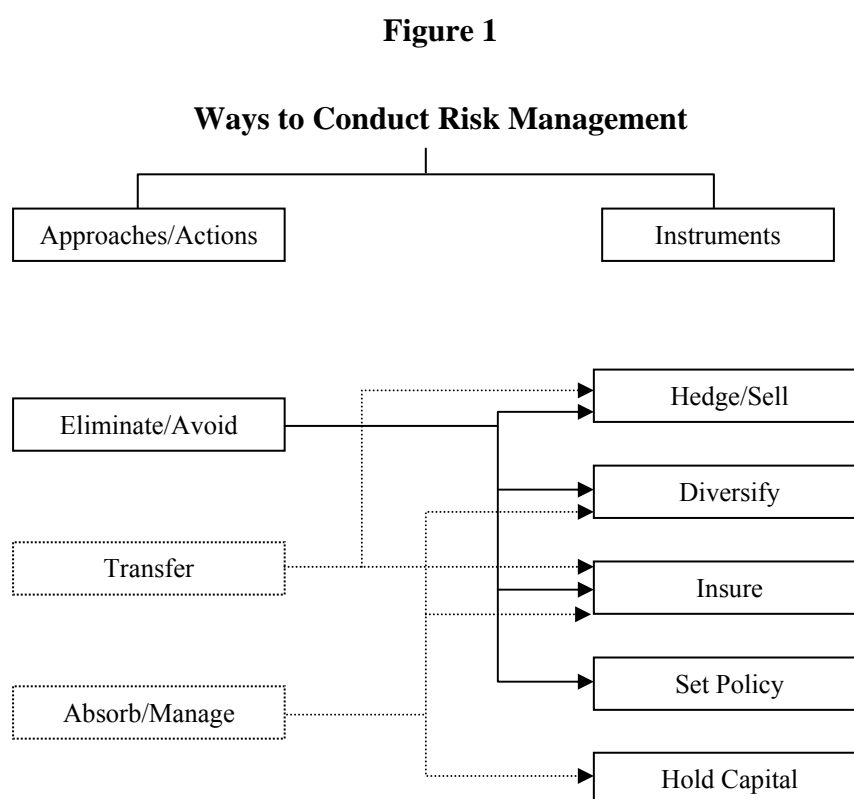 Figure 1
Ways to Conduct Risk Management
Approaches/Actions
Instruments
Hedge/Sell
Eliminate/Avoid
Diversify
Transfer
Insure
Set Policy
Absorb/Manage
Hold Capital